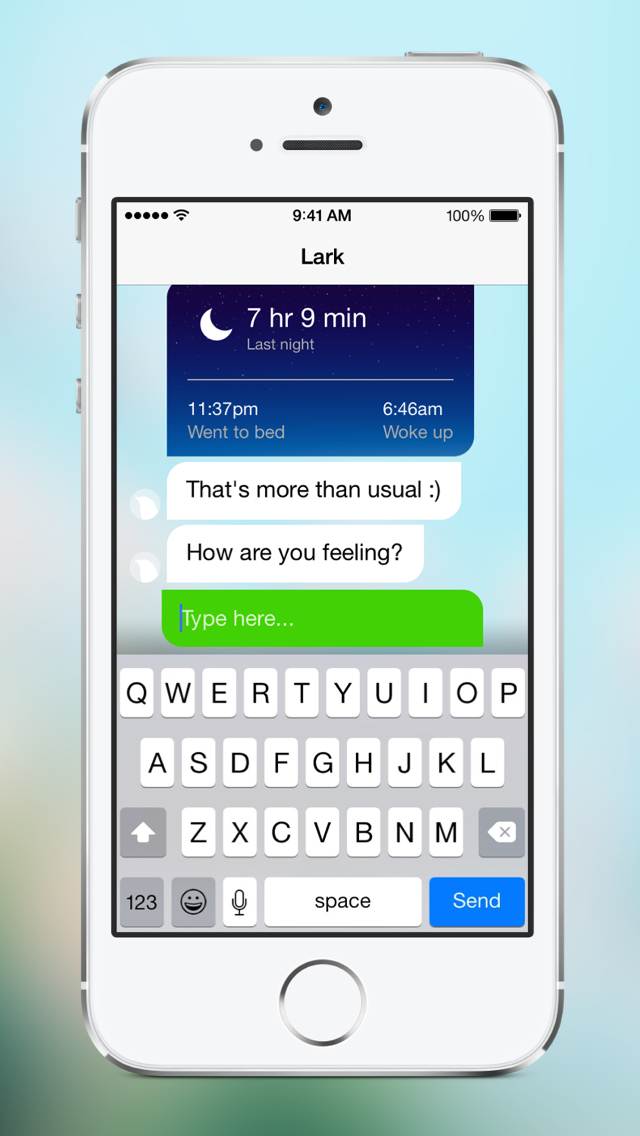 9:41 AM 100%
Lark
7 hr 9 min
Last night
11:37pm 6:46am
Went to bed Woke up
That's more than usual :)
How are you feeling?
Type here...
Q W E R T Y U I O P
A S D F G H J K L
Z X C V B N M
123 space Send